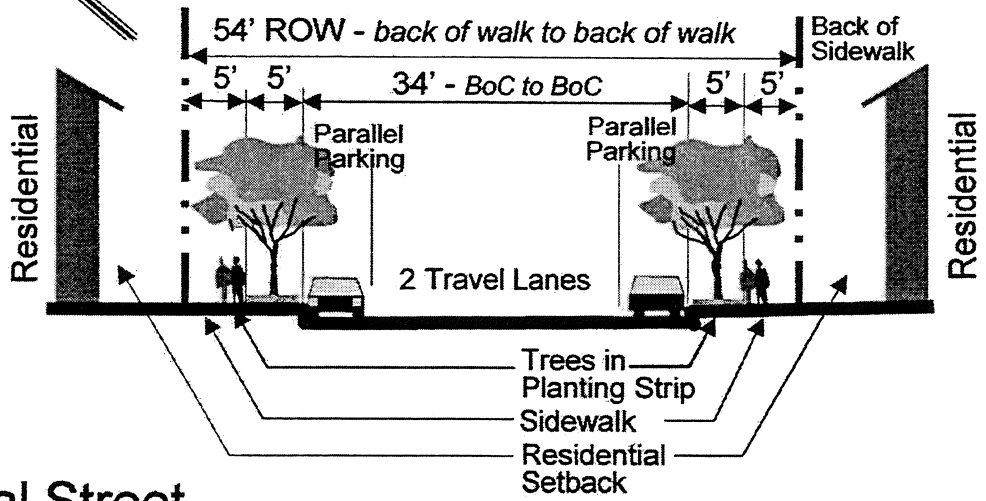 54' ROW - back of walk to back of walk
Back of
Sidewalk
5' 5' 34' - BoC to BoC 5' 5'
Parallel
Parking
Parallel
Parking
Residential
Residential
2 Travel Lanes
Trees in
Planting Strip
Sidewalk
Residential
Setback
Street